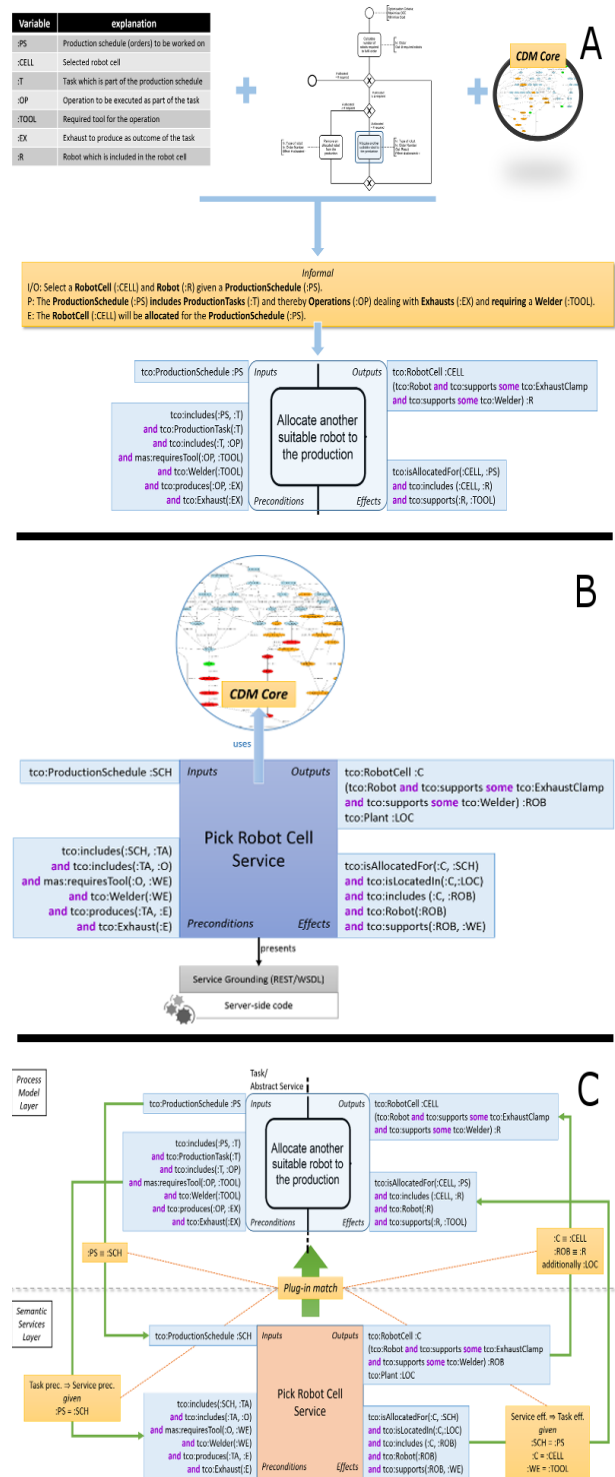 Variable explanation
:PS Production schedule (orders) to be worked on
:CELL Selected robot cell
:T Task which is part of the production schedule
:OP Operation to be executed as part of the task
:TOOL Required tool for the operation
:EX Exhaust to produce as outcome of the task
:R Robot which is included in the robot cell
CDM Core
A
Informal
I/O: Select a RobotCell (:CELL) and Robot (:R) given a ProductionSchedule (:PS).
P: The ProductionSchedule (:PS) includes ProductionTasks (:T) and thereby Operations (:OP) dealing with Exhausts (:EX) and requiring a Welder (:TOOL).
E: The RobotCell (:CELL) will be allocated for the ProductionSchedule (:PS).
tco:ProductionSchedule :PS
Inputs
Outputs
tco:RobotCell :CELL
(tco:Robot and tco:supports some tco:ExhaustClamp
and tco:supports some tco:Welder) :R
Allocate another
suitable robot to
the production
tco:includes(:PS, :T)
and tco:ProductionTask(:T)
and tco:includes(:T, :OP)
and mas:requiresTool(:OP, :TOOL)
and tco:Welder(:TOOL)
and tco:produces(:OP, :EX)
and tco:Exhaust(:EX)
Preconditions
Effects
tco:isAllocatedFor(:CELL, :PS)
and tco:includes (:CELL, :R)
and tco:supports(:R, :TOOL)
B
CDM Core
uses
tco:ProductionSchedule :SCH
Inputs
Outputs
tco:RobotCell :C
(tco:Robot and tco:supports some tco:ExhaustClamp
and tco:supports some tco:Welder) :ROB
tco:Plant :LOC
Pick Robot Cell
Service
tco:includes(:SCH, :TA)
and tco:includes(:TA, :O)
and mas:requiresTool(:O, :WE)
and tco:Welder(:WE)
and tco:produces(:TA, :E)
and tco:Exhaust(:E)
Preconditions
Effects
tco:isAllocatedFor(:C, :SCH)
and tco:isLocatedIn(:C,:LOC)
and tco:includes (:C, :ROB)
and tco:Robot(:ROB)
and tco:supports(:ROB, :WE)
presents
Service Grounding (REST/WSDL)
Server-side code
C
Process
Model
Layer
Task/
Abstract Service
tco:ProductionSchedule :PS
Inputs
Outputs
tco:RobotCell :CELL
(tco:Robot and tco:supports some tco:ExhaustClamp
and tco:supports some tco:Welder) :R
Allocate another
suitable robot to
the production
tco:includes(:PS, :T)
and tco:ProductionTask(:T)
and tco:includes(:T, :OP)
and mas:requiresTool(:OP, :TOOL)
and tco:Welder(:TOOL)
and tco:produces(:OP, :EX)
and tco:Exhaust(:EX)
Preconditions
Effects
tco:isAllocatedFor(:CELL, :PS)
and tco:includes (:CELL, :R)
and tco:Robot(:R)
and tco:supports(:R, :TOOL)
:PS ≡ :SCH
:C ≡ :CELL
:ROB ≡ :R
additionally :LOC
Plug-in match
Semantic
Services
Layer
tco:ProductionSchedule :SCH
Inputs
Outputs
tco:RobotCell :C
(tco:Robot and tco:supports some tco:ExhaustClamp
and tco:supports some tco:Welder) :ROB
tco:Plant :LOC
Pick Robot Cell
Service
Task prec. ⇒ Service prec.
given
:PS = :SCH
tco:includes(:SCH, :TA)
and tco:includes(:TA, :O)
and mas:requiresTool(:O, :WE)
and tco:Welder(:WE)
and tco:produces(:TA, :E)
and tco:Exhaust(:E)
Preconditions
Effects
tco:isAllocatedFor(:C, :SCH)
and tco:isLocatedIn(:C,:LOC)
and tco:includes (:C, :ROB)
and tco:Robot(:ROB)
and tco:supports(:ROB, :WE)
Service eff. ⇒ Task eff.
given
:SCH = :PS
:C = :CELL
:WE = :TOOL